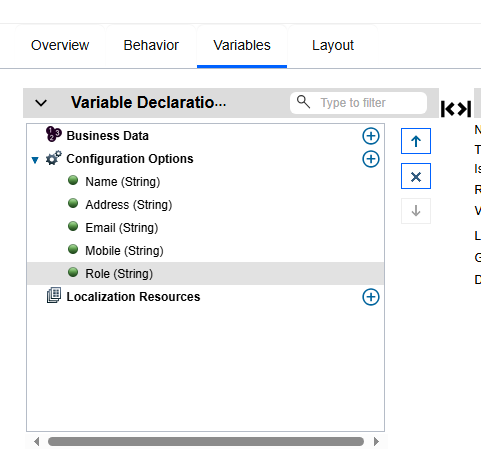 Overview Behavior Variables Layout
Variable Declaratio... Type to filter
Business Data
Configuration Options
Name (String)
Address (String)
Email (String)
Mobile (String)
Role (String)
Localization Resources